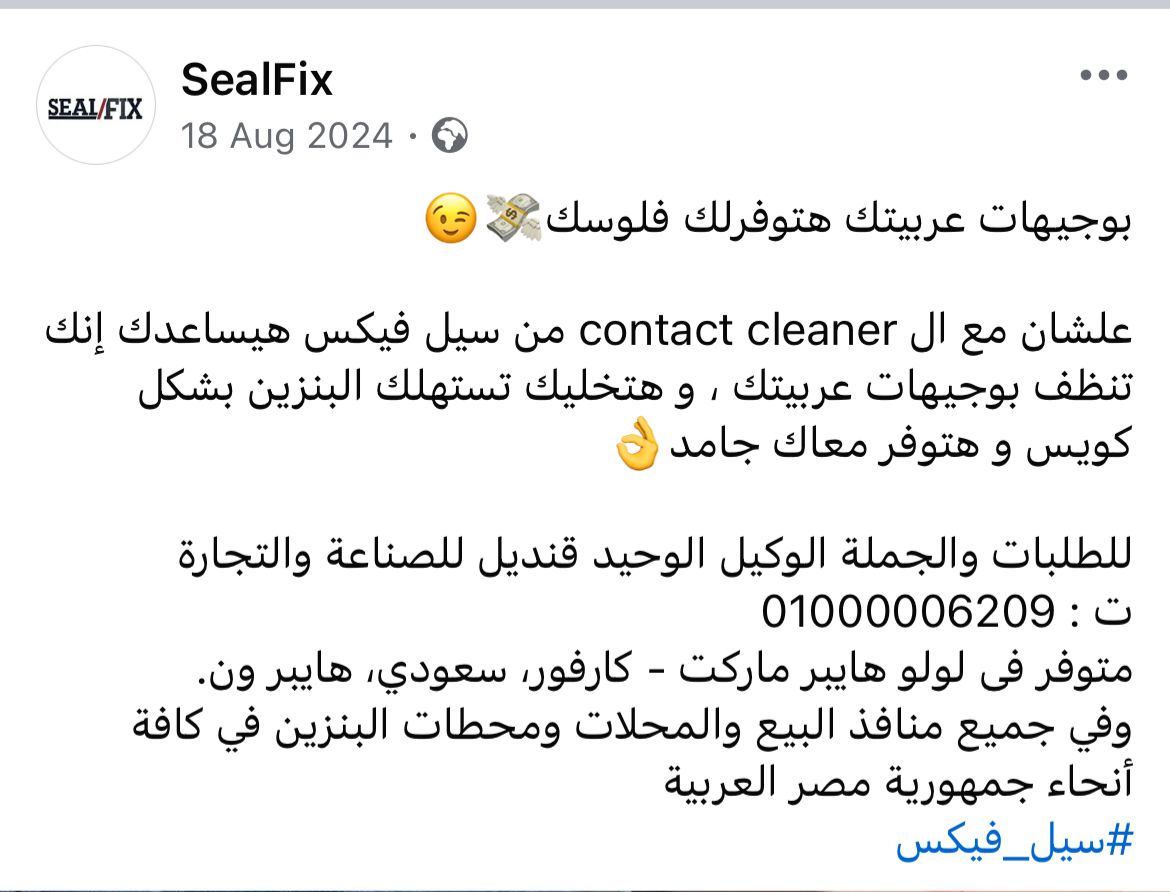 SEAL/FIX
SealFix
18 Aug 2024 ·
بوجيهات عربيتك هتوفرلك فلوسك💸😉
علشان مع ال contact cleaner من سيل فيكس هيساعدك إنك
تنظف بوجيهات عربيتك ، و هتخليك تستهلك البنزين بشكل
كويس و هتوفر معاك جامد👌
للطلبات والجملة الوكيل الوحيد قنديل للصناعة والتجارة
ت : 01000006209
متوفر فى لولو هايبر ماركت - كارفور، سعودي، هايبر ون.
وفي جميع منافذ البيع والمحلات ومحطات البنزين في كافة
أنحاء جمهورية مصر العربية
#سيل_فيكس